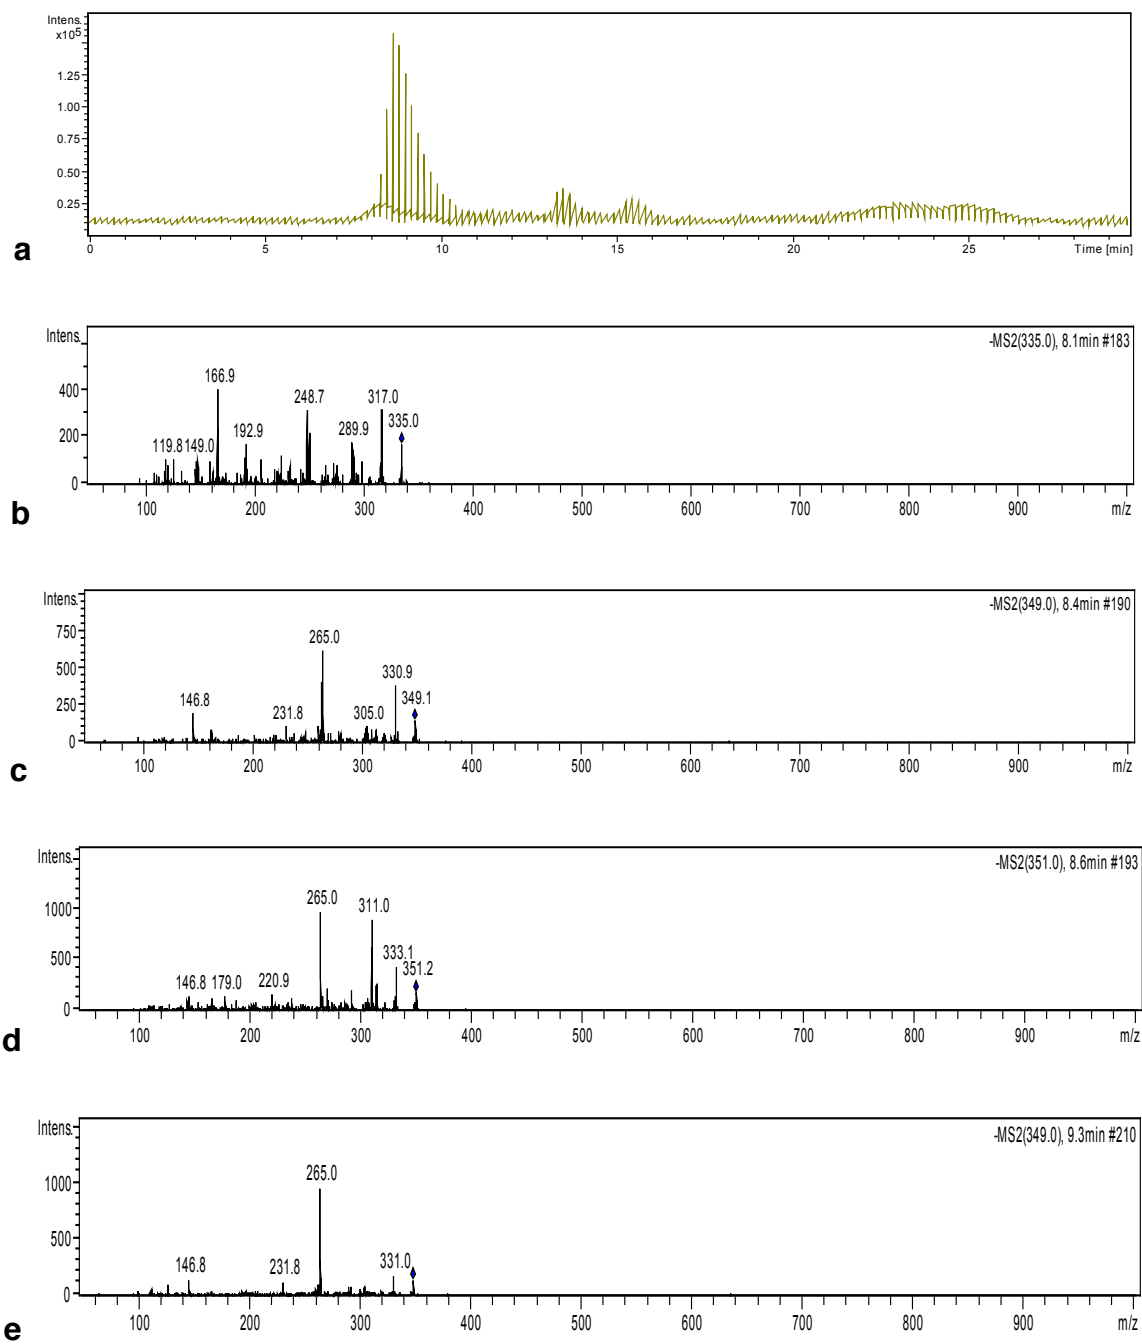 Intens.
x10⁵
1.25
1.00
0.75
0.50
0.25
0 5 10 15 20 25 Time [min]
a
Intens.
-MS2(335.0), 8.1min #183
400
200
0
119.8 149.0 166.9 192.9 248.7 289.9 317.0 335.0
100 200 300 400 500 600 700 800 900 m/z
b
Intens.
-MS2(349.0), 8.4min #190
750
500
250
0
146.8 231.8 265.0 305.0 330.9 349.1
100 200 300 400 500 600 700 800 900 m/z
c
Intens.
-MS2(351.0), 8.6min #193
1000
500
0
146.8 179.0 220.9 265.0 311.0 333.1 351.2
100 200 300 400 500 600 700 800 900 m/z
d
Intens.
-MS2(349.0), 9.3min #210
1000
500
0
146.8 231.8 265.0 331.0
100 200 300 400 500 600 700 800 900 m/z
e